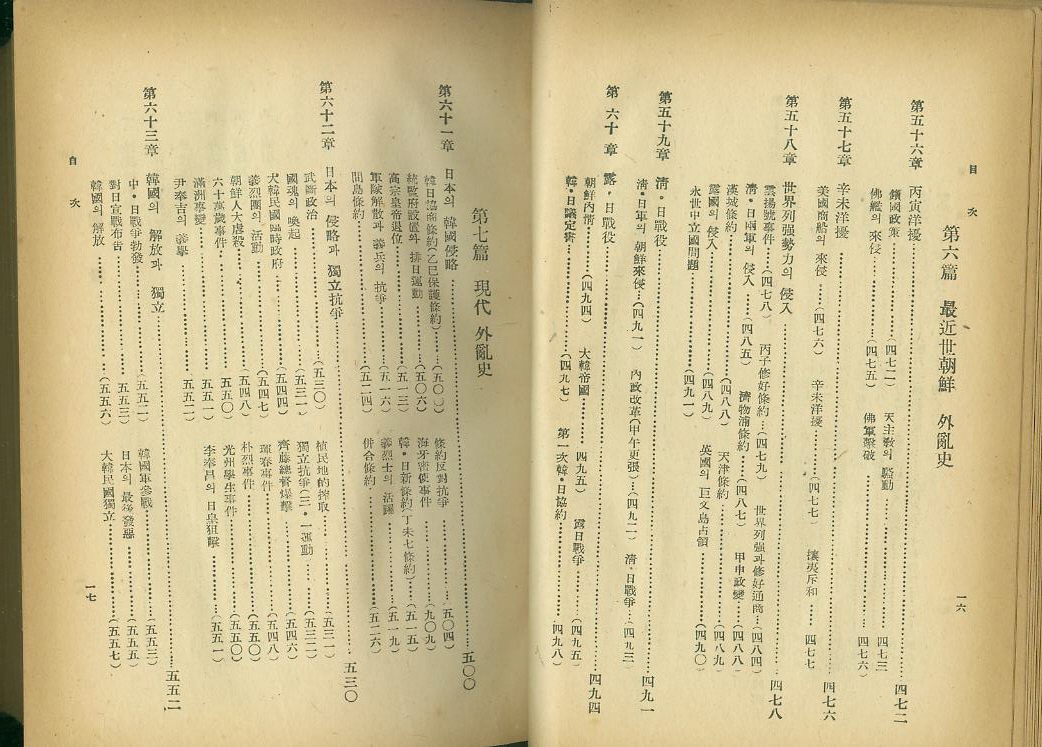 目 次
第六篇 最近世朝鮮 外亂史
第五十六章 丙寅洋擾 四七二
鎖國政策 (四七二) 天主敎의 騷動 四七三
佛艦의 來侵 (四七五) 佛軍擊破 四七六)
第五十七章 辛未洋擾 四七六
美國商船의 來侵 (四七六) 辛未洋擾 (四七七) 攘夷斥和 四七七
第五十八章 世界列强勢力의 侵入 四七八
雲揚號事件 (四七八) 丙子修好條約 (四七九) 世界列强과 修好通商 (四八四)
淸・日兩軍의 侵入 (四八五) 濟物浦條約 (四八七) 甲申政變 (四八八)
漢城條約 (四八八) 天津條約 (四八九)
露國의 侵入 (四八九) 英國의 巨文島占領 (四九〇)
永世中立國問題 (四九一)
第五十九章 淸・日戰役 四九一
淸・日軍의 朝鮮來侵 (四九一) 內政改革(甲午更張) (四九二) 淸・日戰爭 (四九三
第六十章 露・日戰役 四九四
朝鮮內情 (四九四) 大韓帝國 四九五) 露日戰爭 (四九五
韓・日議定書 (四九七) 第一次韓・日協約 四九八)
一六
第七篇 現代 外亂史
第六十一章 日本의 韓國侵略 五〇〇
韓日協商條約(乙巳保護條約) (五〇〇) 條約反對抗爭 五〇四)
統監府設置와 排日運動 (五〇六) 海牙密使事件 (九〇九)
高宗皇帝退位 (五一三) 韓・日新條約(丁未七條約) (五一五)
軍隊解散과 義兵의 抗爭 (五一六) 義烈士의 活躍 (五一九)
間島條約 (五二四) 併合條約 (五二六)
第六十二章 日本의 侵略과 獨立抗爭 五三〇
武斷政治 (五三〇) 植民地的搾取 五三一)
國魂의 喚起 五三一) 獨立抗爭(三・一運動 (五三二)
大韓民國臨時政府 (五四四) 齊藤總督爆擊 (五四六)
義烈團의 活動 (五四七) 琿春事件 (五四八)
朝鮮人大虐殺 (五四八) 朴烈事件 (五五〇)
六十萬歲事件 五五〇) 光州學生事件 (五五〇)
滿洲事變 五五一) 李奉昌의 日皇狙擊 五五一)
尹奉吉의 義擧 五五二)
第六十三章 韓國의 解放과 獨立 五五二
中・日戰爭勃發 (五五二) 韓國軍參戰 (五五三)
對日宣戰布告 五五三) 日本의 最後發惡 (五五五)
韓國의 解放 (五五六) 大韓民國獨立 (五五七)
目 次
一七